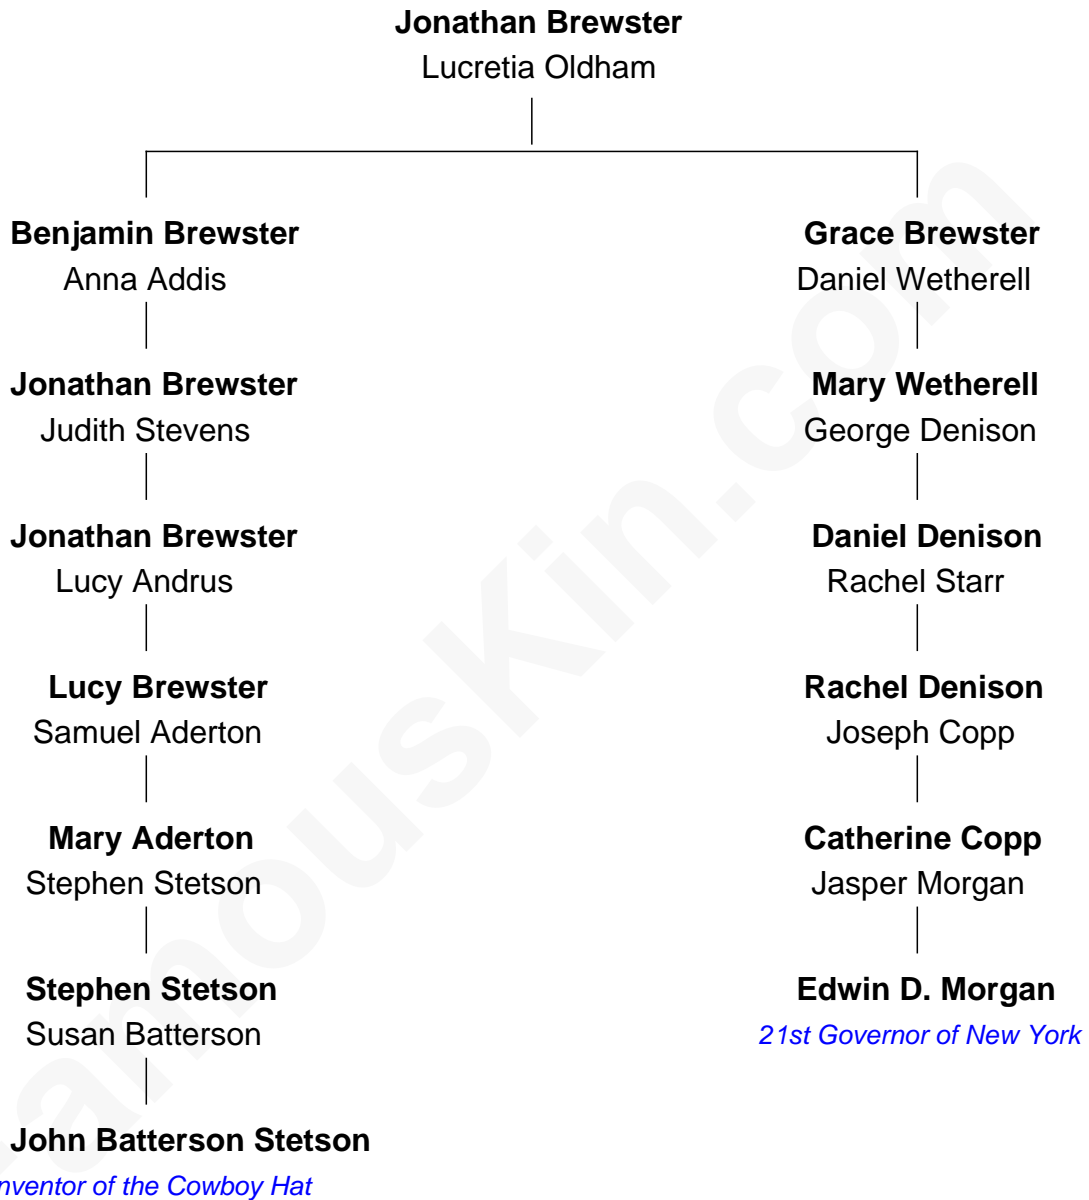 Jonathan Brewster
Lucretia Oldham
Benjamin Brewster
Anna Addis
Jonathan Brewster
Judith Stevens
Jonathan Brewster
Lucy Andrus
Lucy Brewster
Samuel Aderton
Mary Aderton
Stephen Stetson
Stephen Stetson
Susan Batterson
John Batterson Stetson
nventor of the Cowboy Hat
Grace Brewster
Daniel Wetherell
Mary Wetherell
George Denison
Daniel Denison
Rachel Starr
Rachel Denison
Joseph Copp
Catherine Copp
Jasper Morgan
Edwin D. Morgan
21st Governor of New York
FamousKin.com